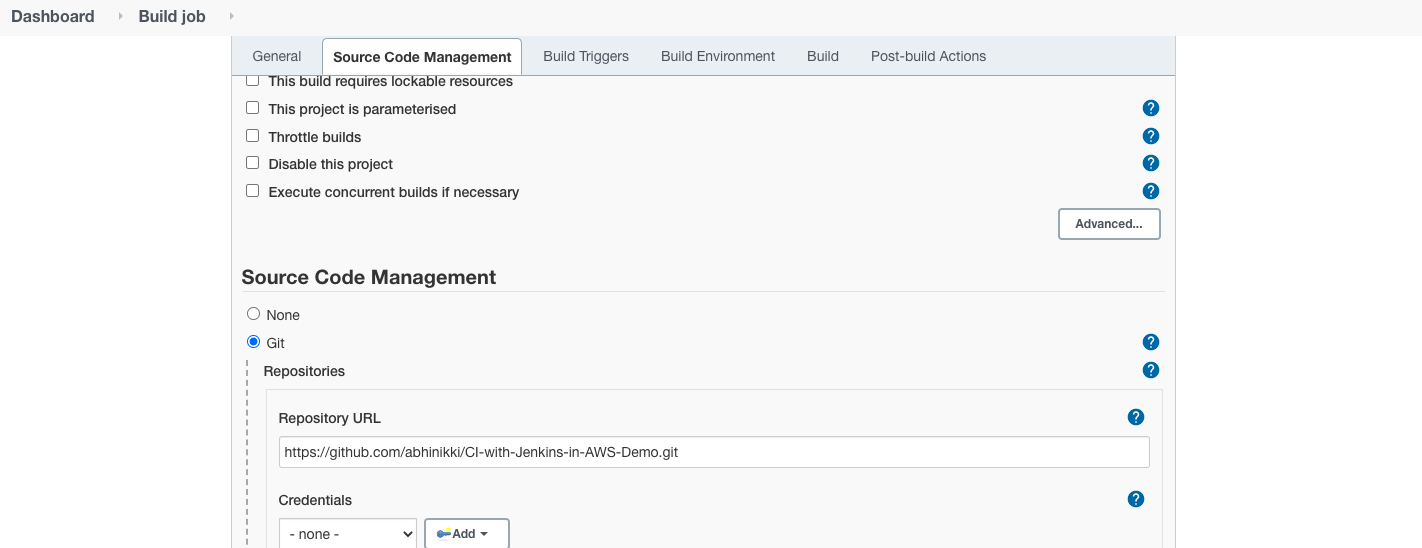 Dashboard Build job
General Source Code Management Build Triggers Build Environment Build Post-build Actions
This build requires lockable resources
This project is parameterised ?
Throttle builds ?
Disable this project ?
Execute concurrent builds if necessary ?
Advanced...
Source Code Management
None
Git ?
Repositories ?
Repository URL ?
https://github.com/abhinikki/CI-with-Jenkins-in-AWS-Demo.git
Credentials ?
- none - Add